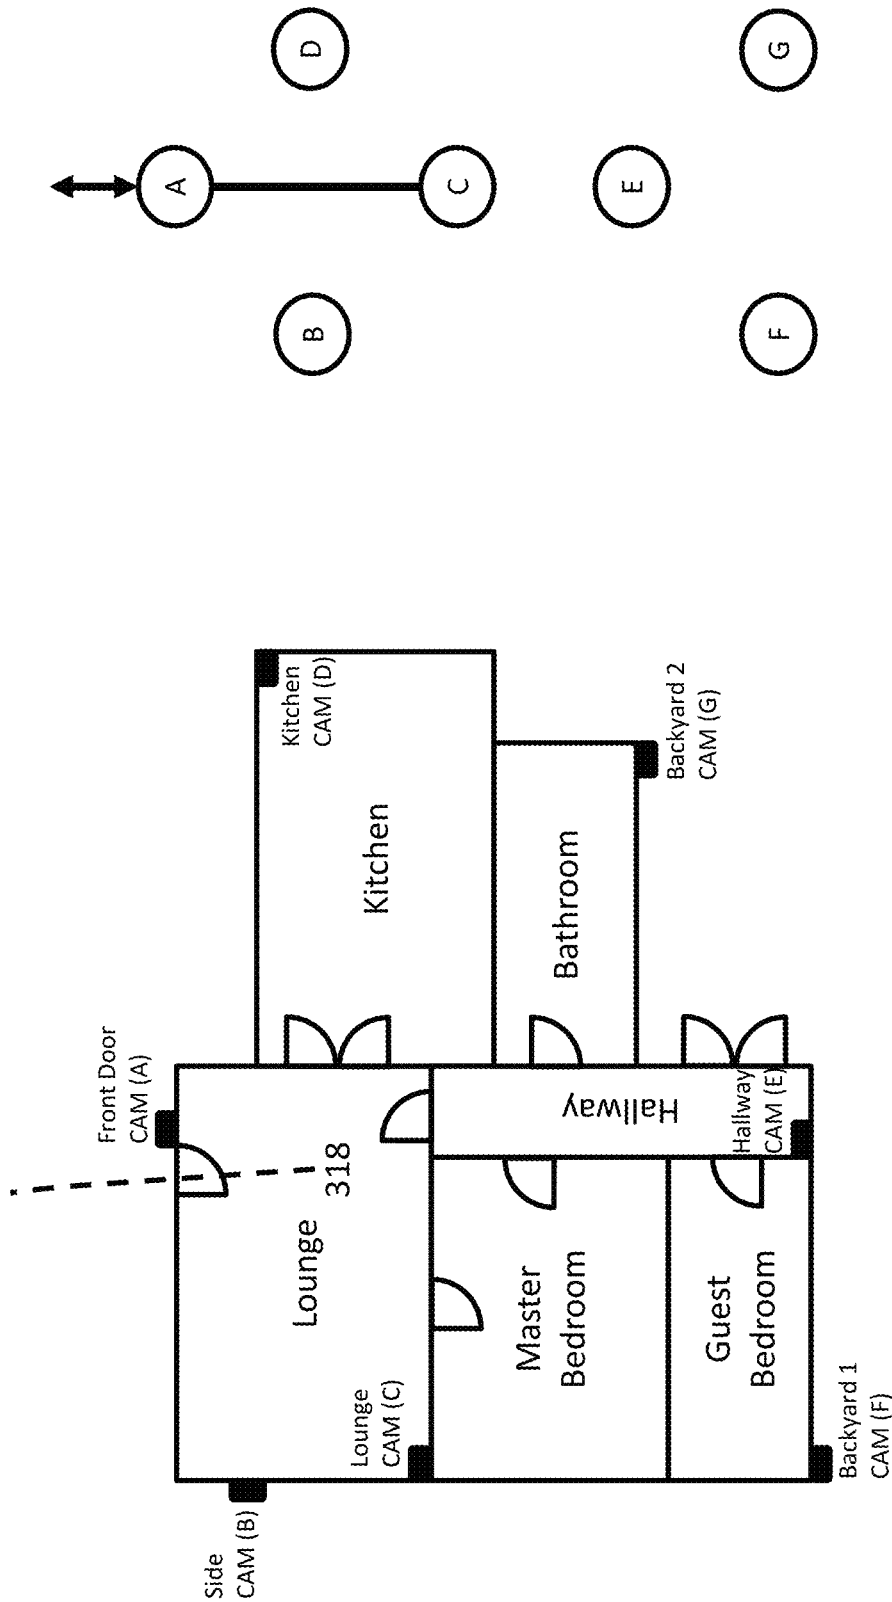 Side
CAM (B)
Front Door
CAM (A)
Lounge
318
Lounge
CAM (C)
Kitchen
CAM (D)
Kitchen
Master
Bedroom
Hallway
Bathroom
Guest
Bedroom
Hallway
CAM (E)
Backyard 2
CAM (G)
Backyard 1
CAM (F)
A
B
D
C
E
F
G